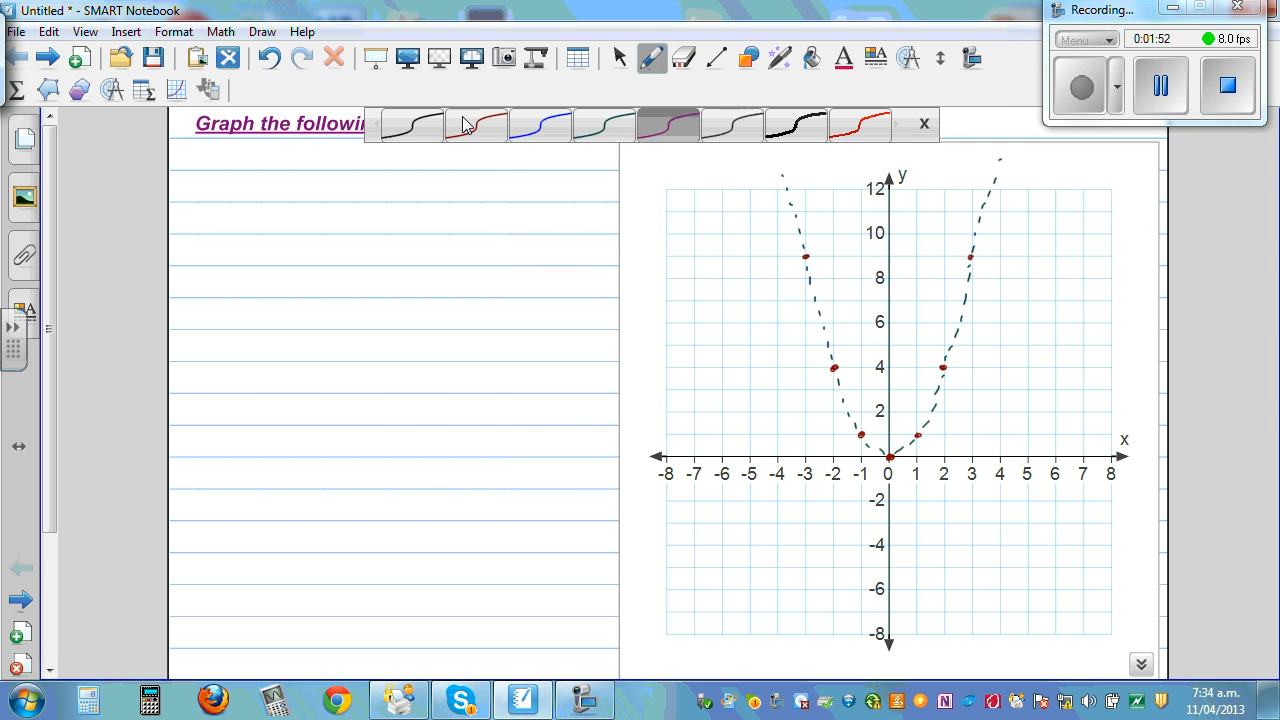 Untitled * - SMART Notebook
Recording...
File Edit View Insert Format Math Draw Help
Menu 0:01:52 8.0 fps
Graph the followin
x
y
12
10
8
6
4
2
x
-8 -7 -6 -5 -4 -3 -2 -1 0 1 2 3 4 5 6 7 8
-2
-4
-6
-8
7:34 a.m.
11/04/2013